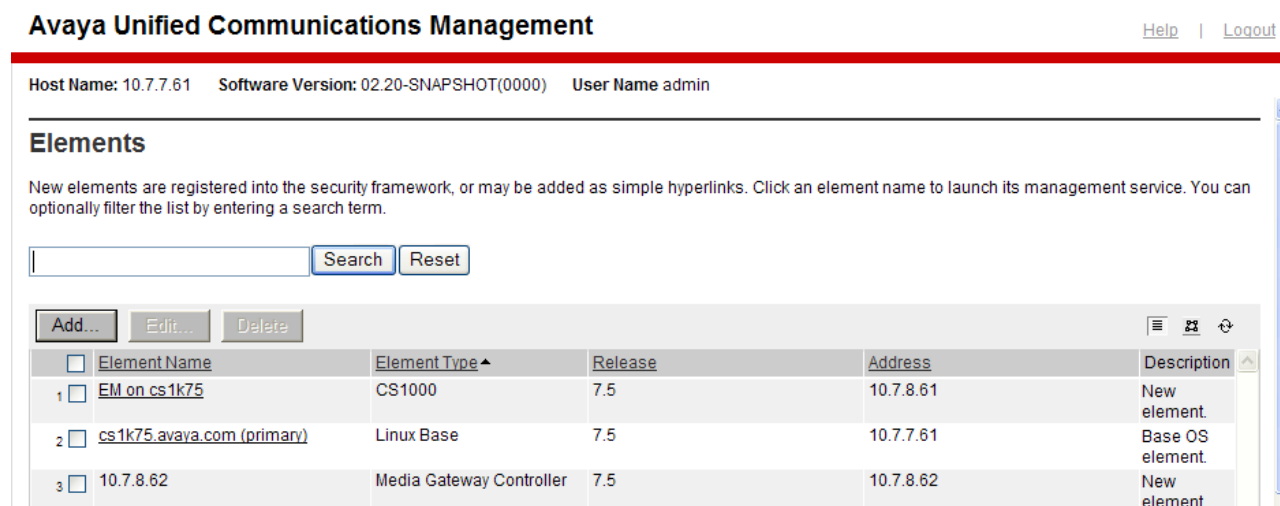 Avaya Unified Communications Management
Help | Logout
Host Name: 10.7.7.61 Software Version: 02.20-SNAPSHOT(0000) User Name admin
Elements
New elements are registered into the security framework, or may be added as simple hyperlinks. Click an element name to launch its management service. You can
optionally filter the list by entering a search term.
Search Reset
Add... Edit... Delete
Element Name Element Type Release Address Description
1 EM on cs1k75 CS1000 7.5 10.7.8.61 New
element.
2 cs1k75.avaya.com (primary) Linux Base 7.5 10.7.7.61 Base OS
element.
3 10.7.8.62 Media Gateway Controller 7.5 10.7.8.62 New
element